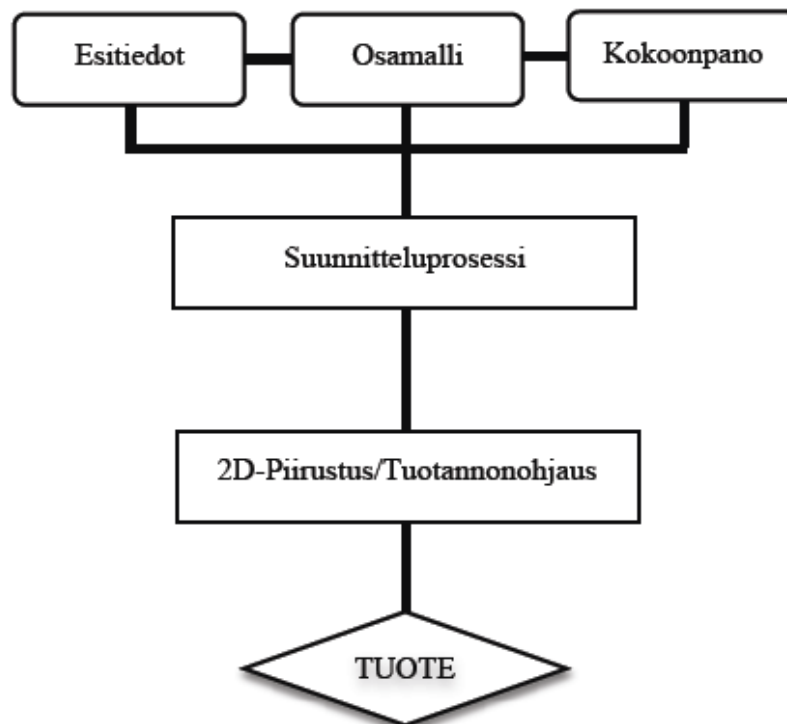 Esitiedot
Osamalli
Kokoonpano
Suunnitteluprosessi
2D-Piirustus/Tuotannonohjaus
TUOTE